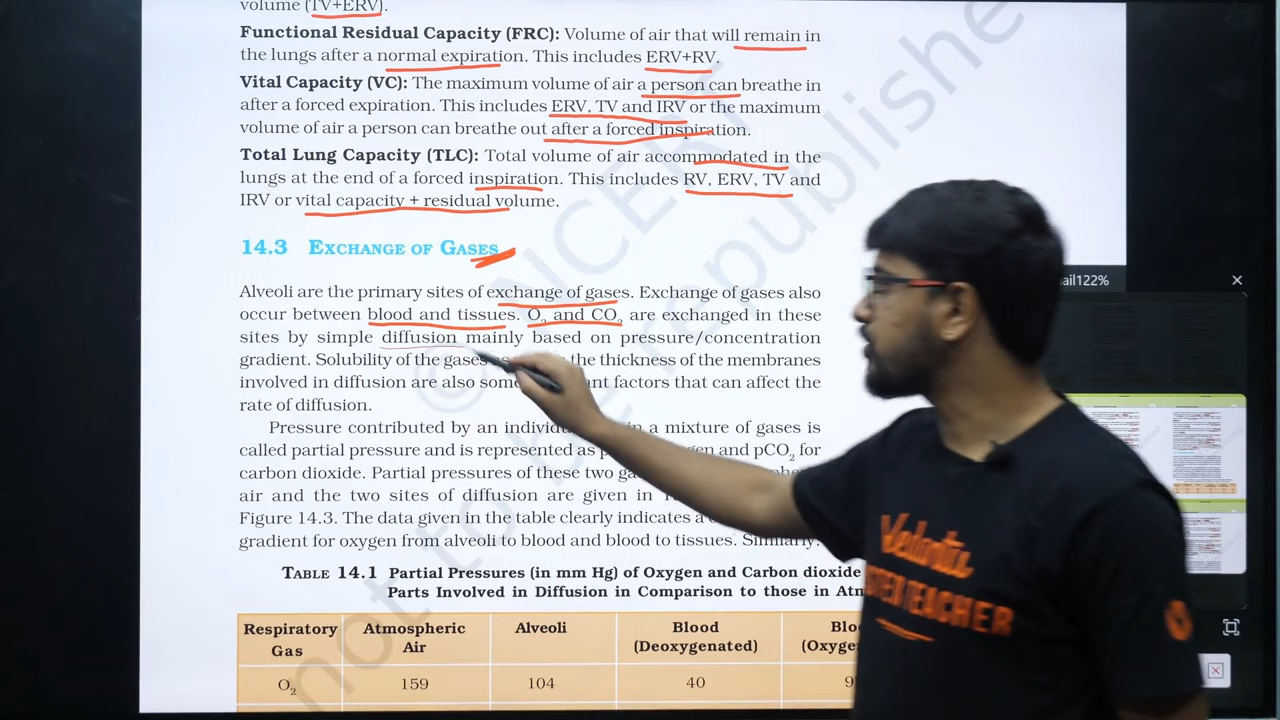 volume (TV+ERV).
Functional Residual Capacity (FRC): Volume of air that will remain in
the lungs after a normal expiration. This includes ERV+RV.
Vital Capacity (VC): The maximum volume of air a person can breathe in
after a forced expiration. This includes ERV, TV and IRV or the maximum
volume of air a person can breathe out after a forced inspiration.
Total Lung Capacity (TLC): Total volume of air accommodated in the
lungs at the end of a forced inspiration. This includes RV, ERV, TV and
IRV or vital capacity + residual volume.
14.3 EXCHANGE OF GASES
Alveoli are the primary sites of exchange of gases. Exchange of gases also
occur between blood and tissues. O₂ and CO₂ are exchanged in these
sites by simple diffusion mainly based on pressure/concentration
gradient. Solubility of the gases the thickness of the membranes
involved in diffusion are also some factors that can affect the
rate of diffusion.
Pressure contributed by in a mixture of gases is
called partial pressure and is represented as and pCO₂ for
carbon dioxide. Partial pressures of these two
air and the two sites of diffusion are given in
Figure 14.3. The data given in the table clearly indicates a
gradient for oxygen from alveoli to blood and blood to tissues. Similarly,
TABLE 14.1 Partial Pressures (in mm Hg) of Oxygen and Carbon dioxide
Parts Involved in Diffusion in Comparison to those in
Respiratory Gas Atmospheric Air Alveoli Blood (Deoxygenated)
O₂ 159 104 40
© NCERT
not to be republished
122%
Vedantu
MASTER TEACHER